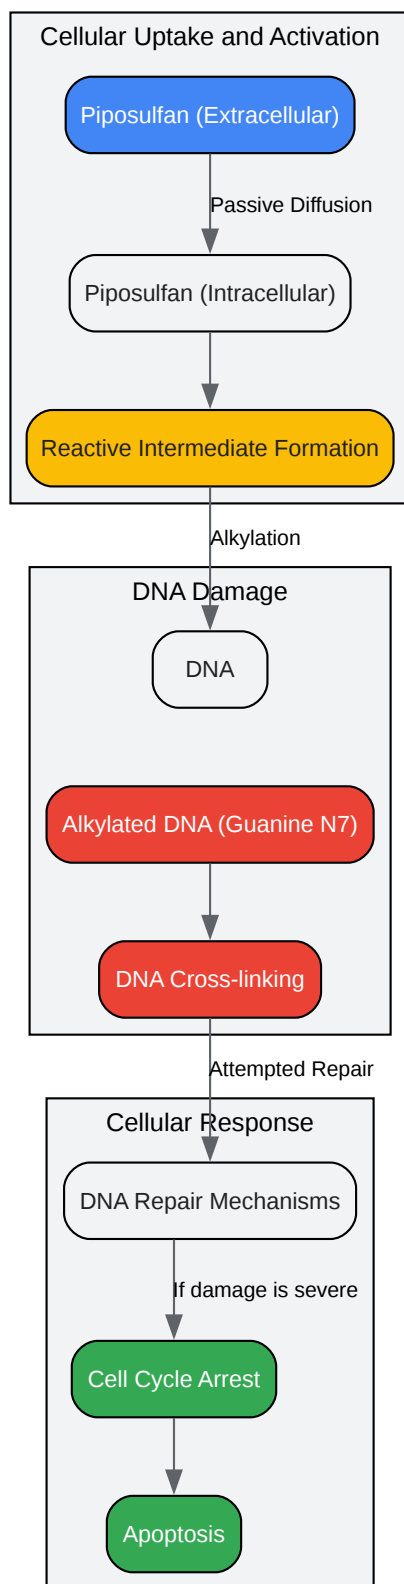 Cellular Uptake and Activation
Piposulfan (Extracellular)
Passive Diffusion
Piposulfan (Intracellular)
Reactive Intermediate Formation
Alkylation
DNA Damage
DNA
Alkylated DNA (Guanine N7)
DNA Cross-linking
Attempted Repair
Cellular Response
DNA Repair Mechanisms
If damage is severe
Cell Cycle Arrest
Apoptosis